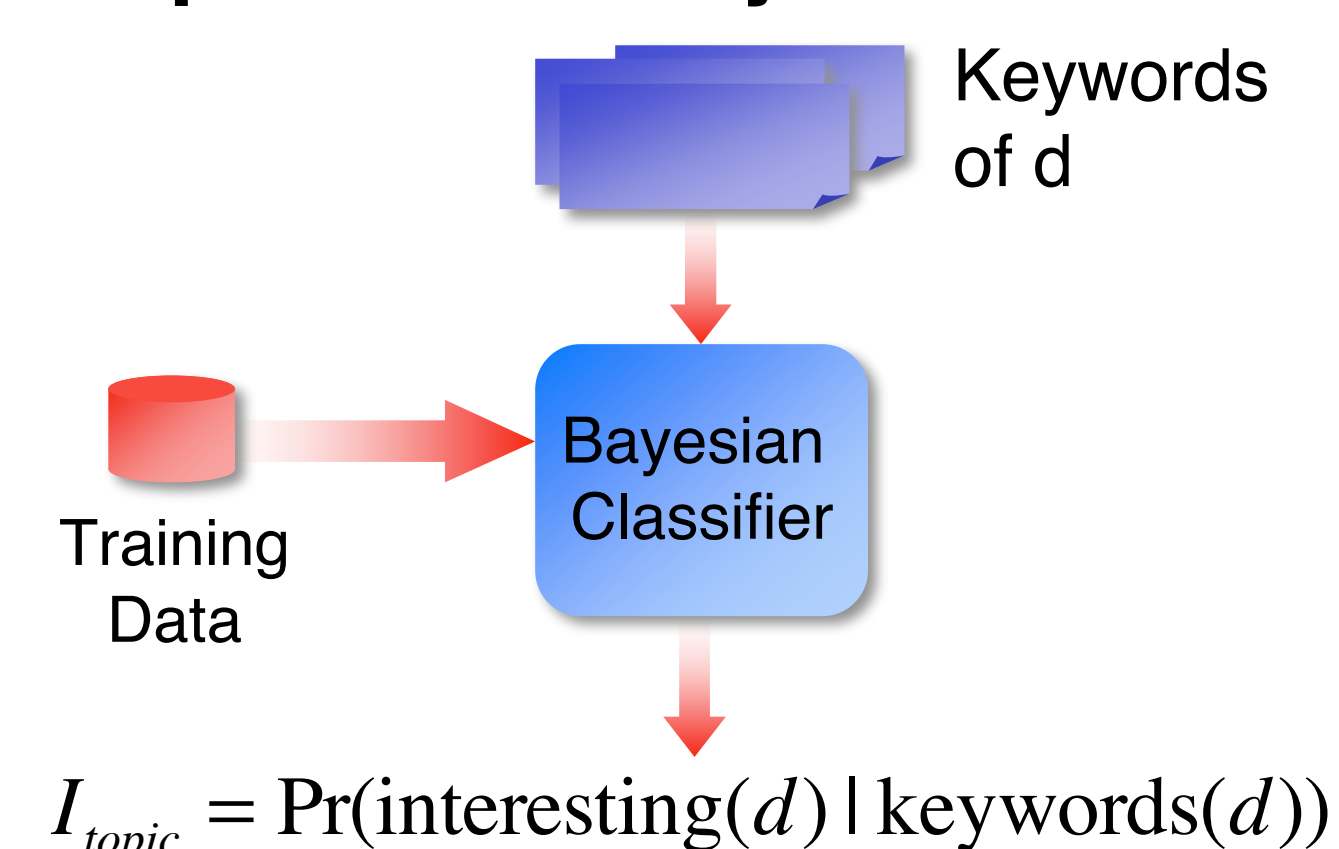 Keywords
of d
Bayesian
Classifier
Training
Data
I_topic = Pr(interesting(d) | keywords(d))